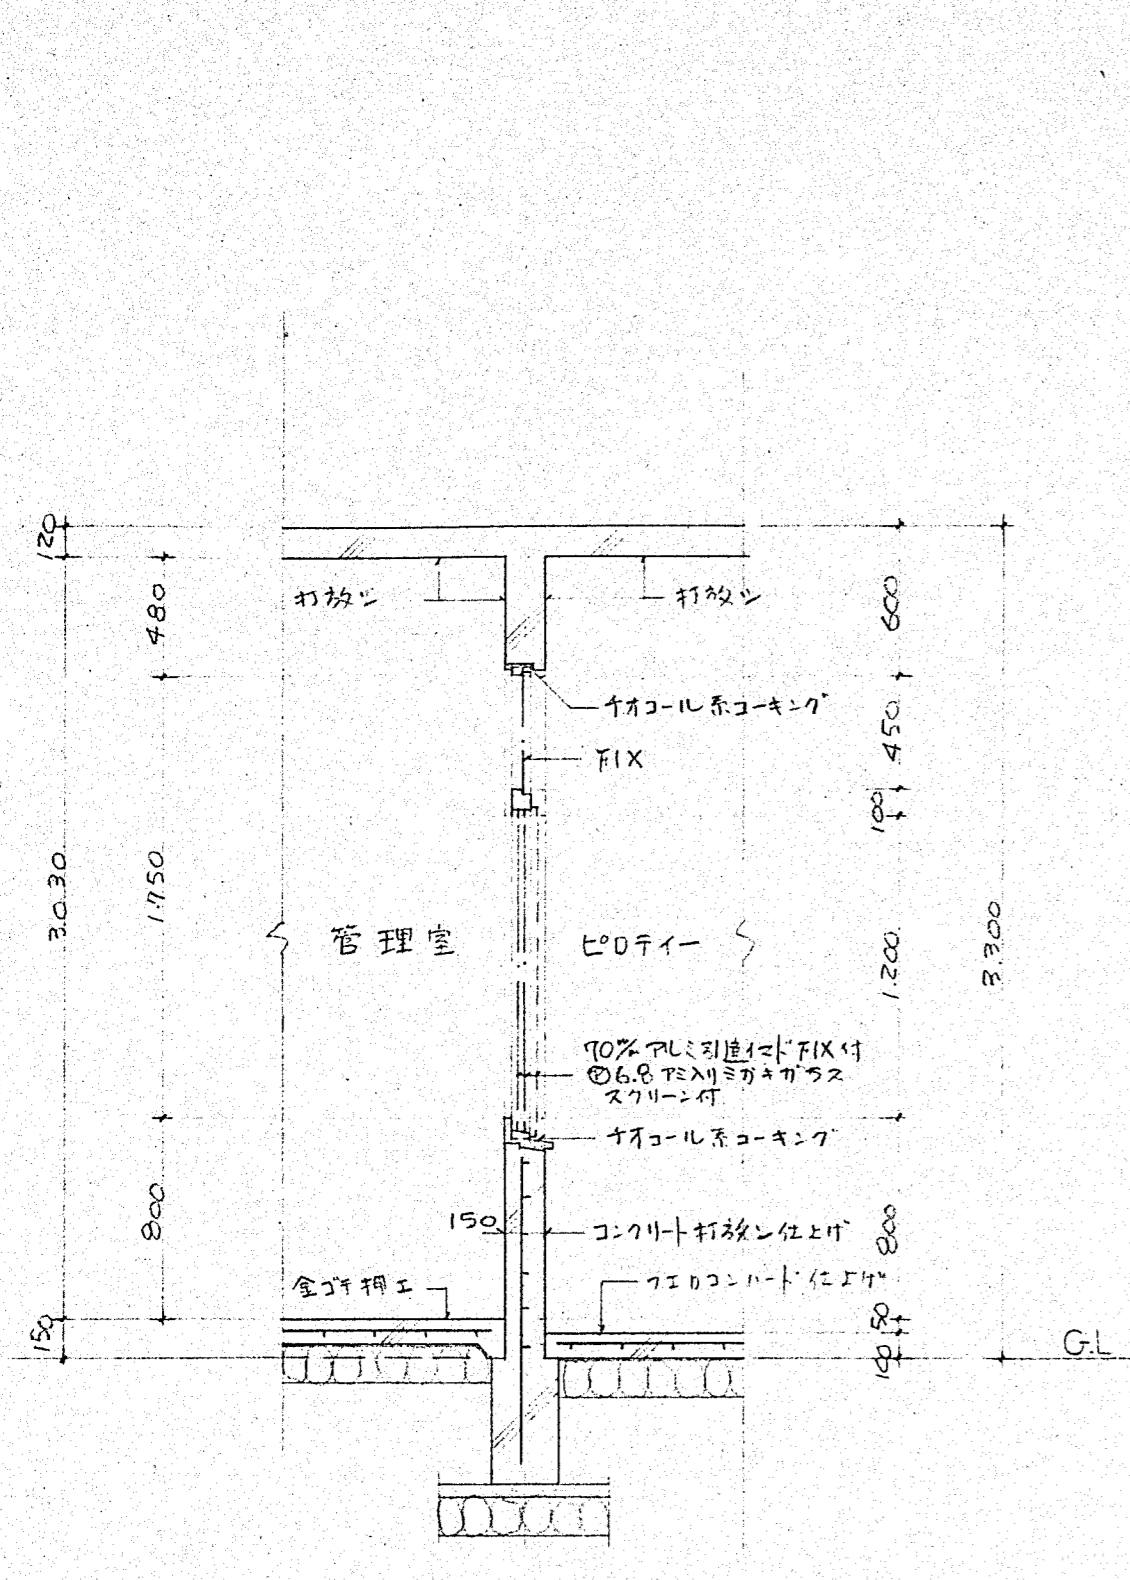 120
480
600
打放シ
打放シ
チオコール系コーキング
450
FIX
100
3.030
1.750
管理室
ピロティー
1.200
3.300
70%アルミ引違イマドFIX付
Ⓟ6.8アミ入リミガキガラス
スクリーン付
チオコール系コーキング
800
150
コンクリート打放シ仕上げ
800
金ゴテ押エ
フェロコンハード仕上げ
50
150
100
G.L